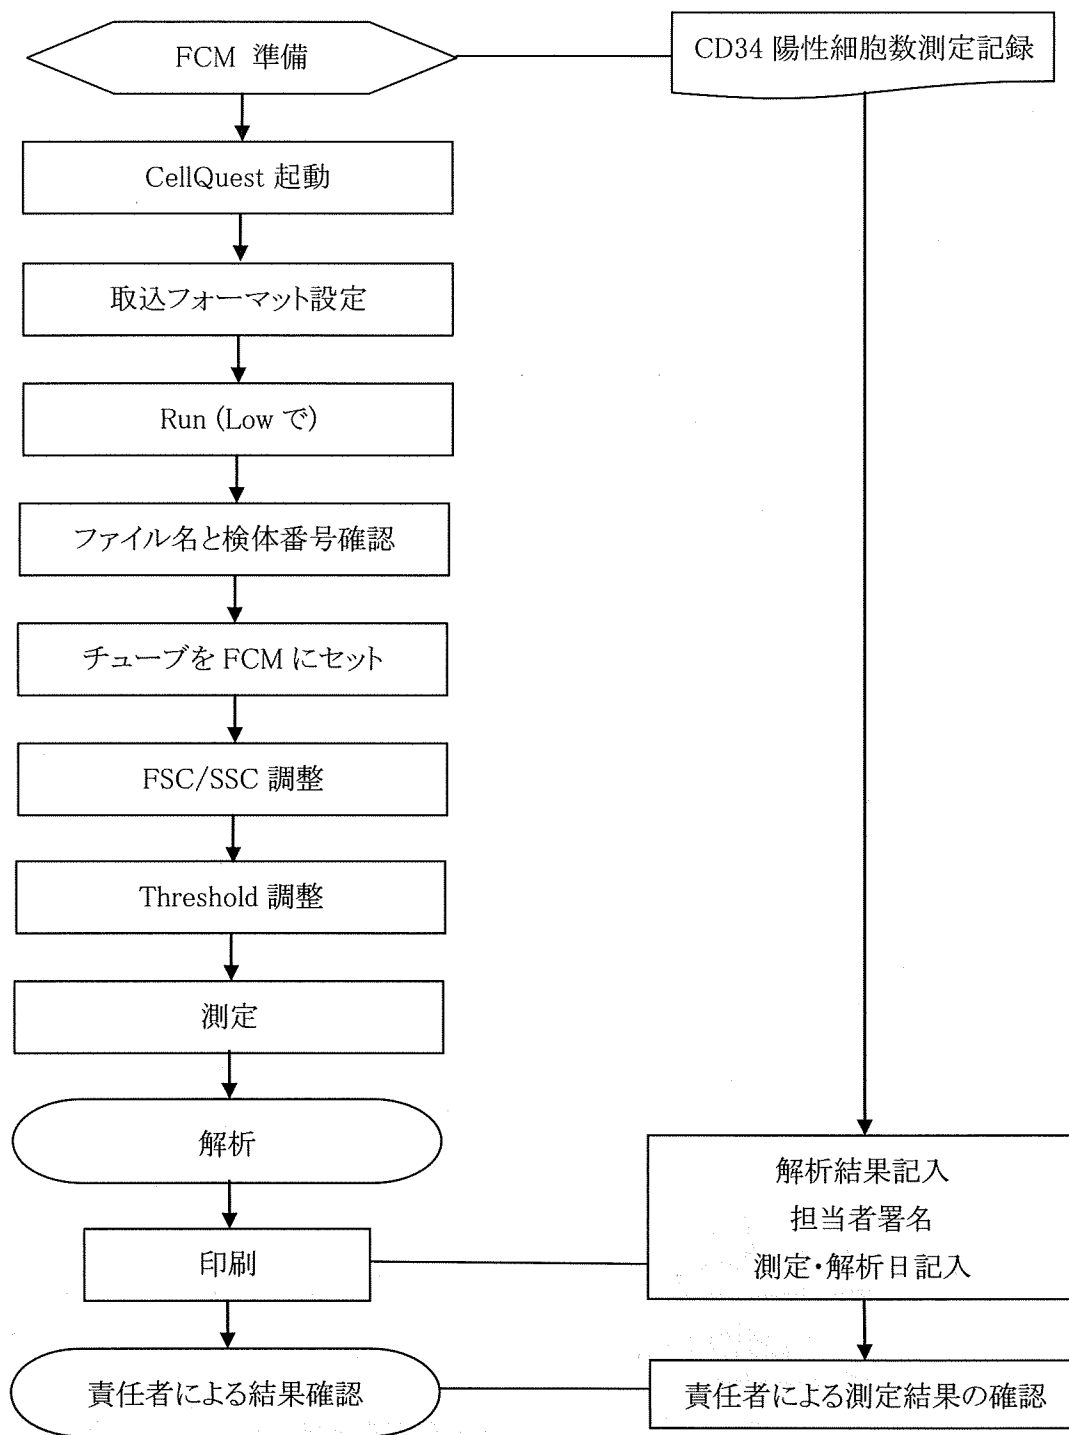 FCM 準備
CD34 陽性細胞数測定記録
CellQuest 起動
取込フォーマット設定
Run (Low で)
ファイル名と検体番号確認
チューブを FCM にセット
FSC/SSC 調整
Threshold 調整
測定
解析
解析結果記入
担当者署名
測定・解析日記入
印刷
責任者による結果確認
責任者による測定結果の確認